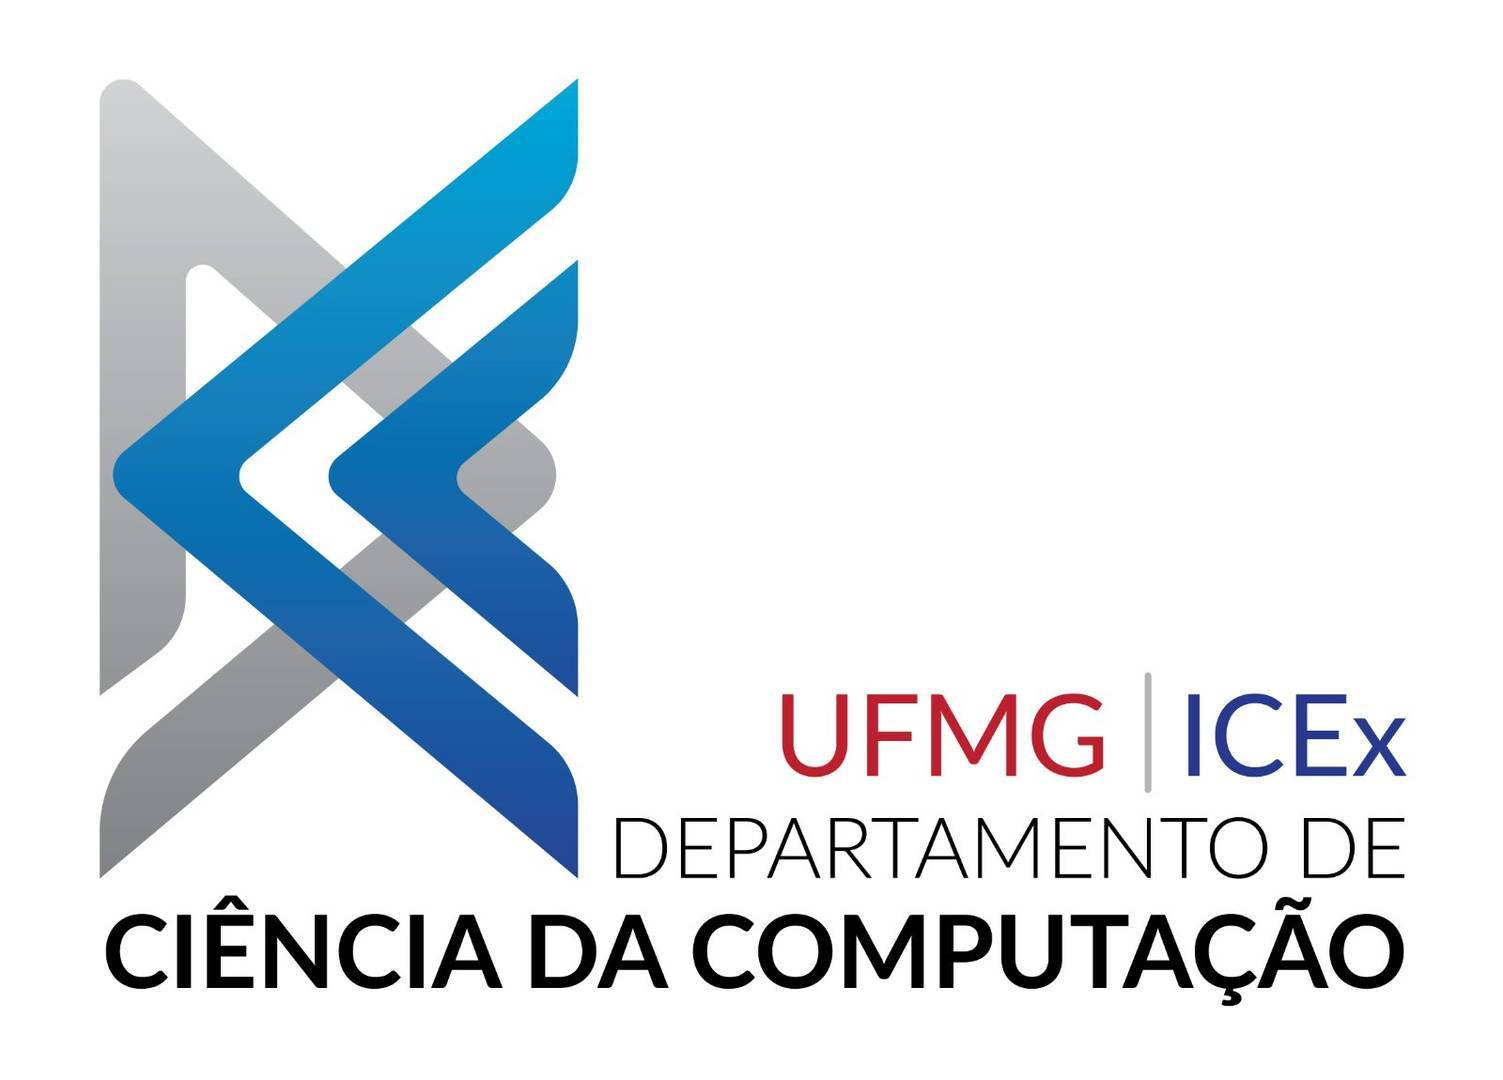 UFMG | ICEx
DEPARTAMENTO DE
CIÊNCIA DA COMPUTAÇÃO